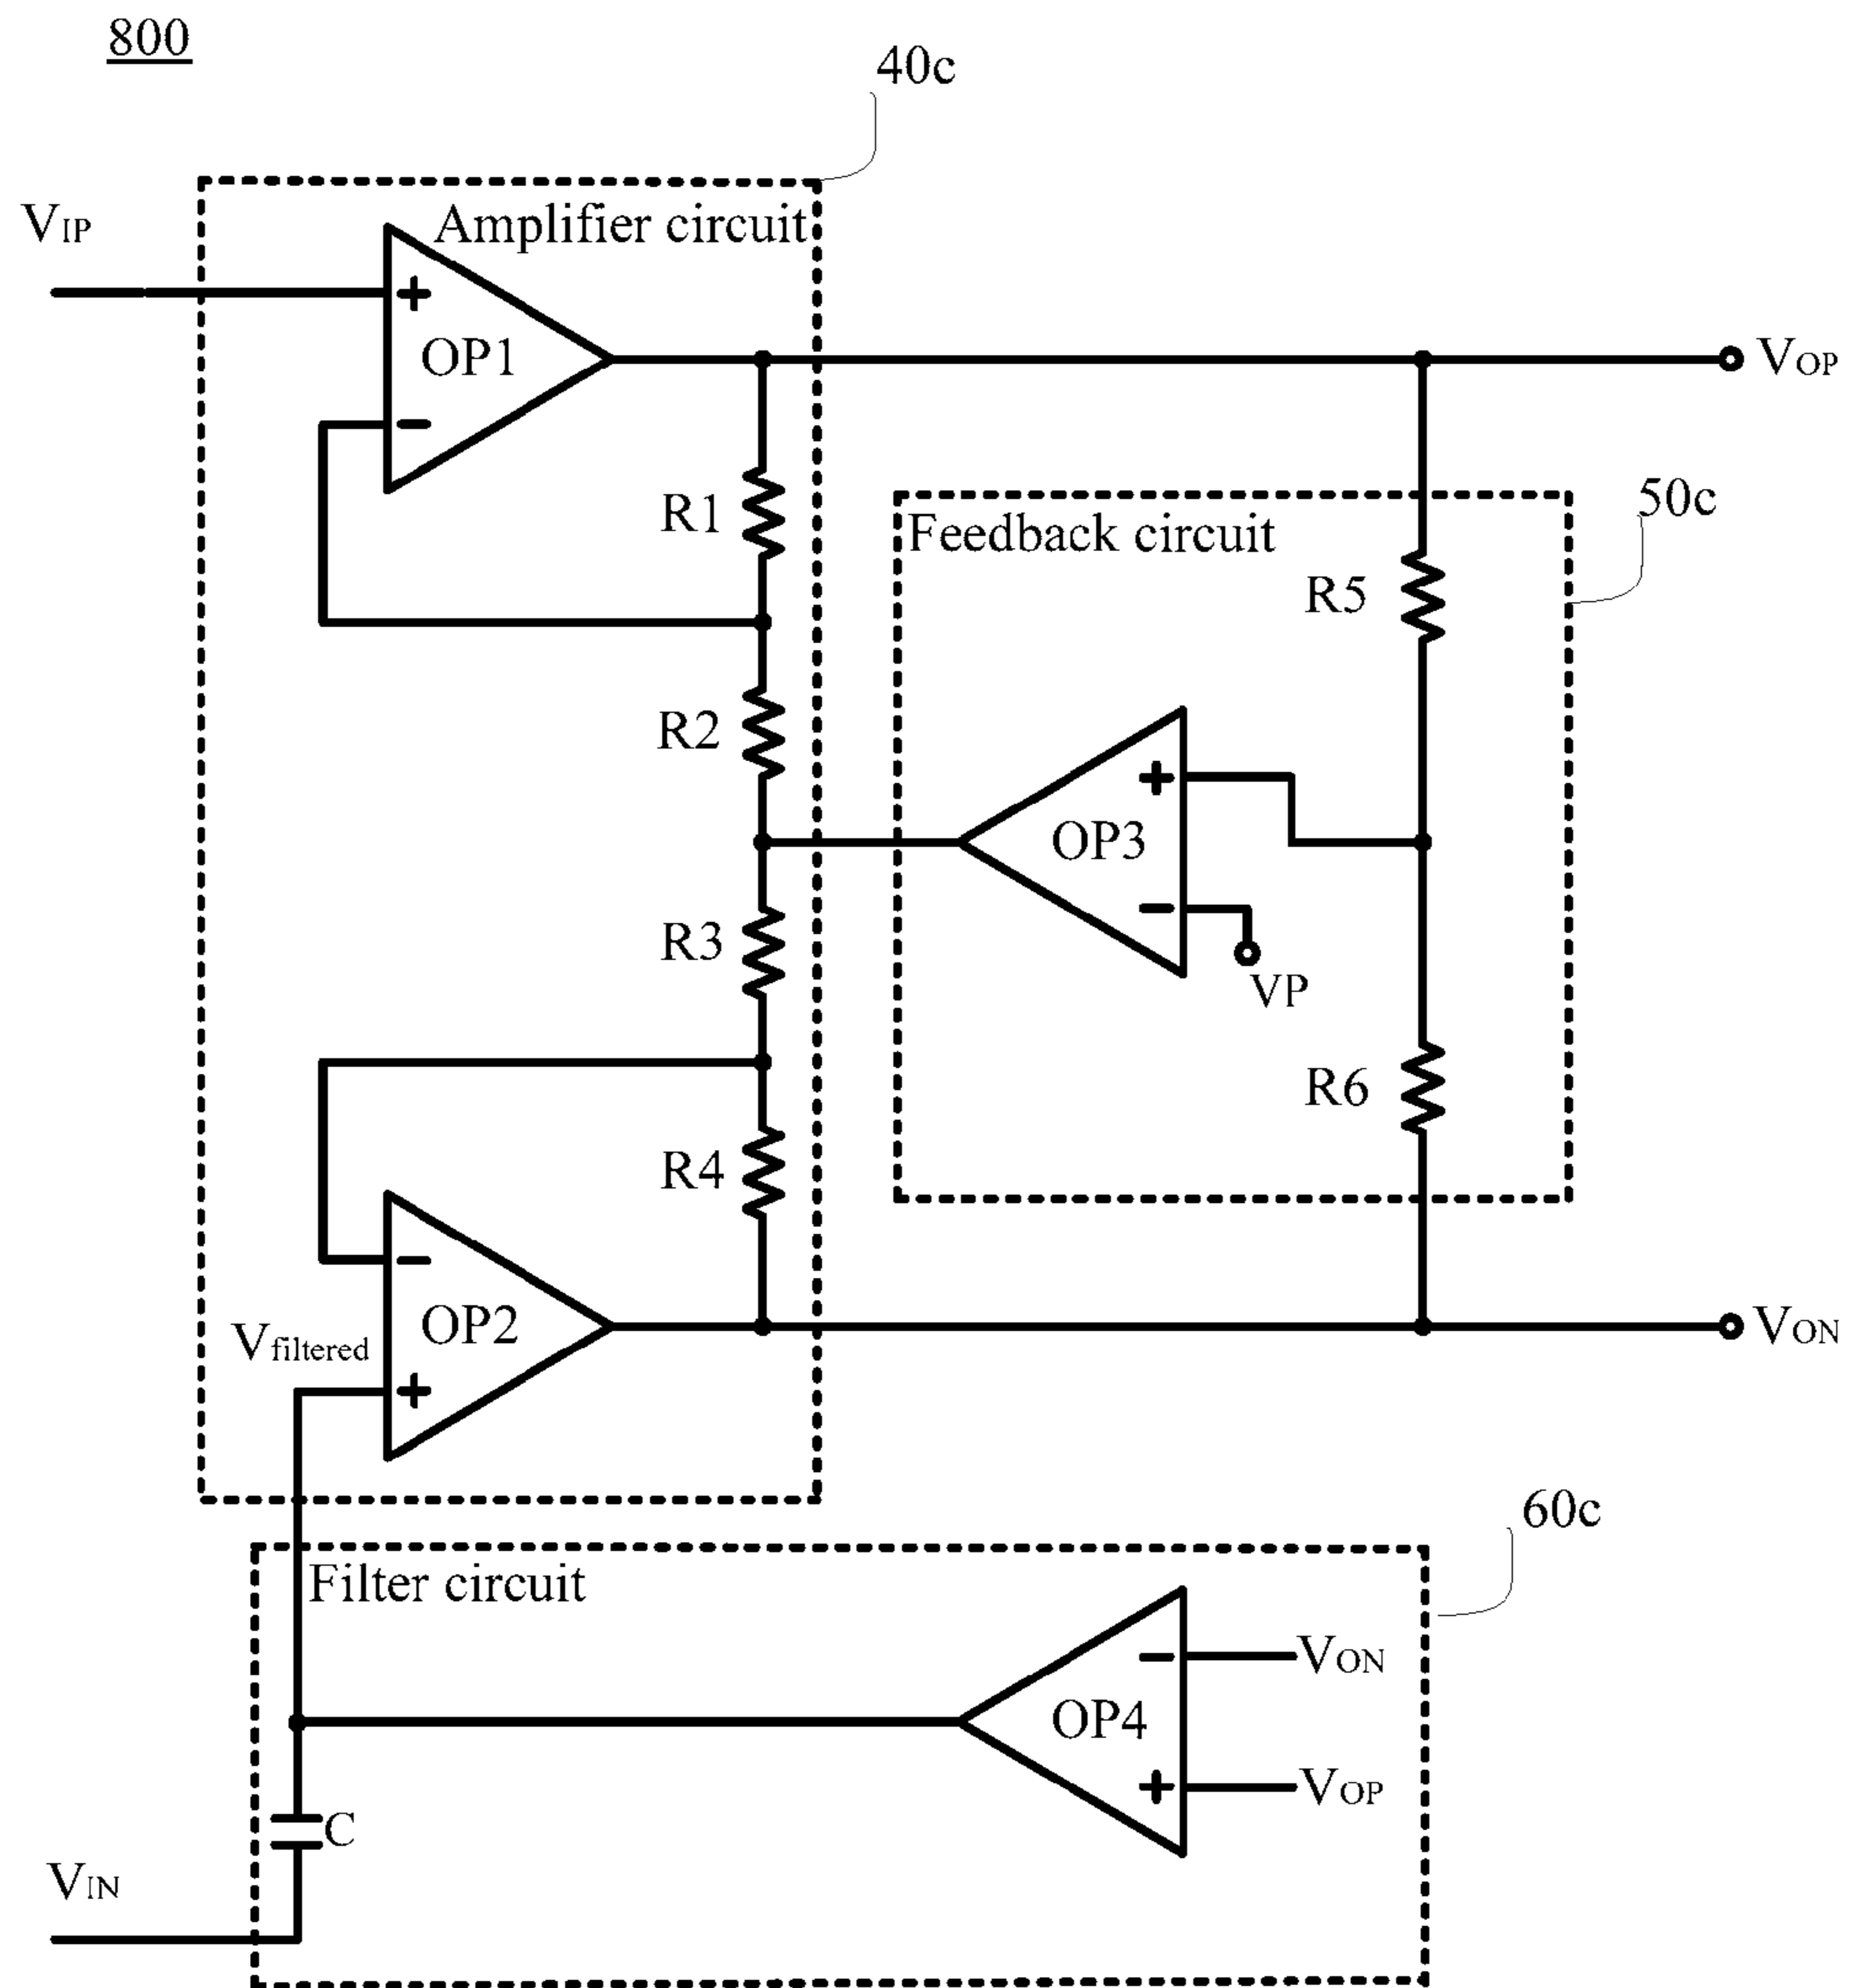 800
40c
VIP
Amplifier circuit
+
OP1
−
VOP
R1
50c
Feedback circuit
R5
R2
+
OP3
−
VP
R3
R6
R4
−
OP2
Vfiltered
+
VON
60c
Filter circuit
−
VON
OP4
+
VOP
C
VIN